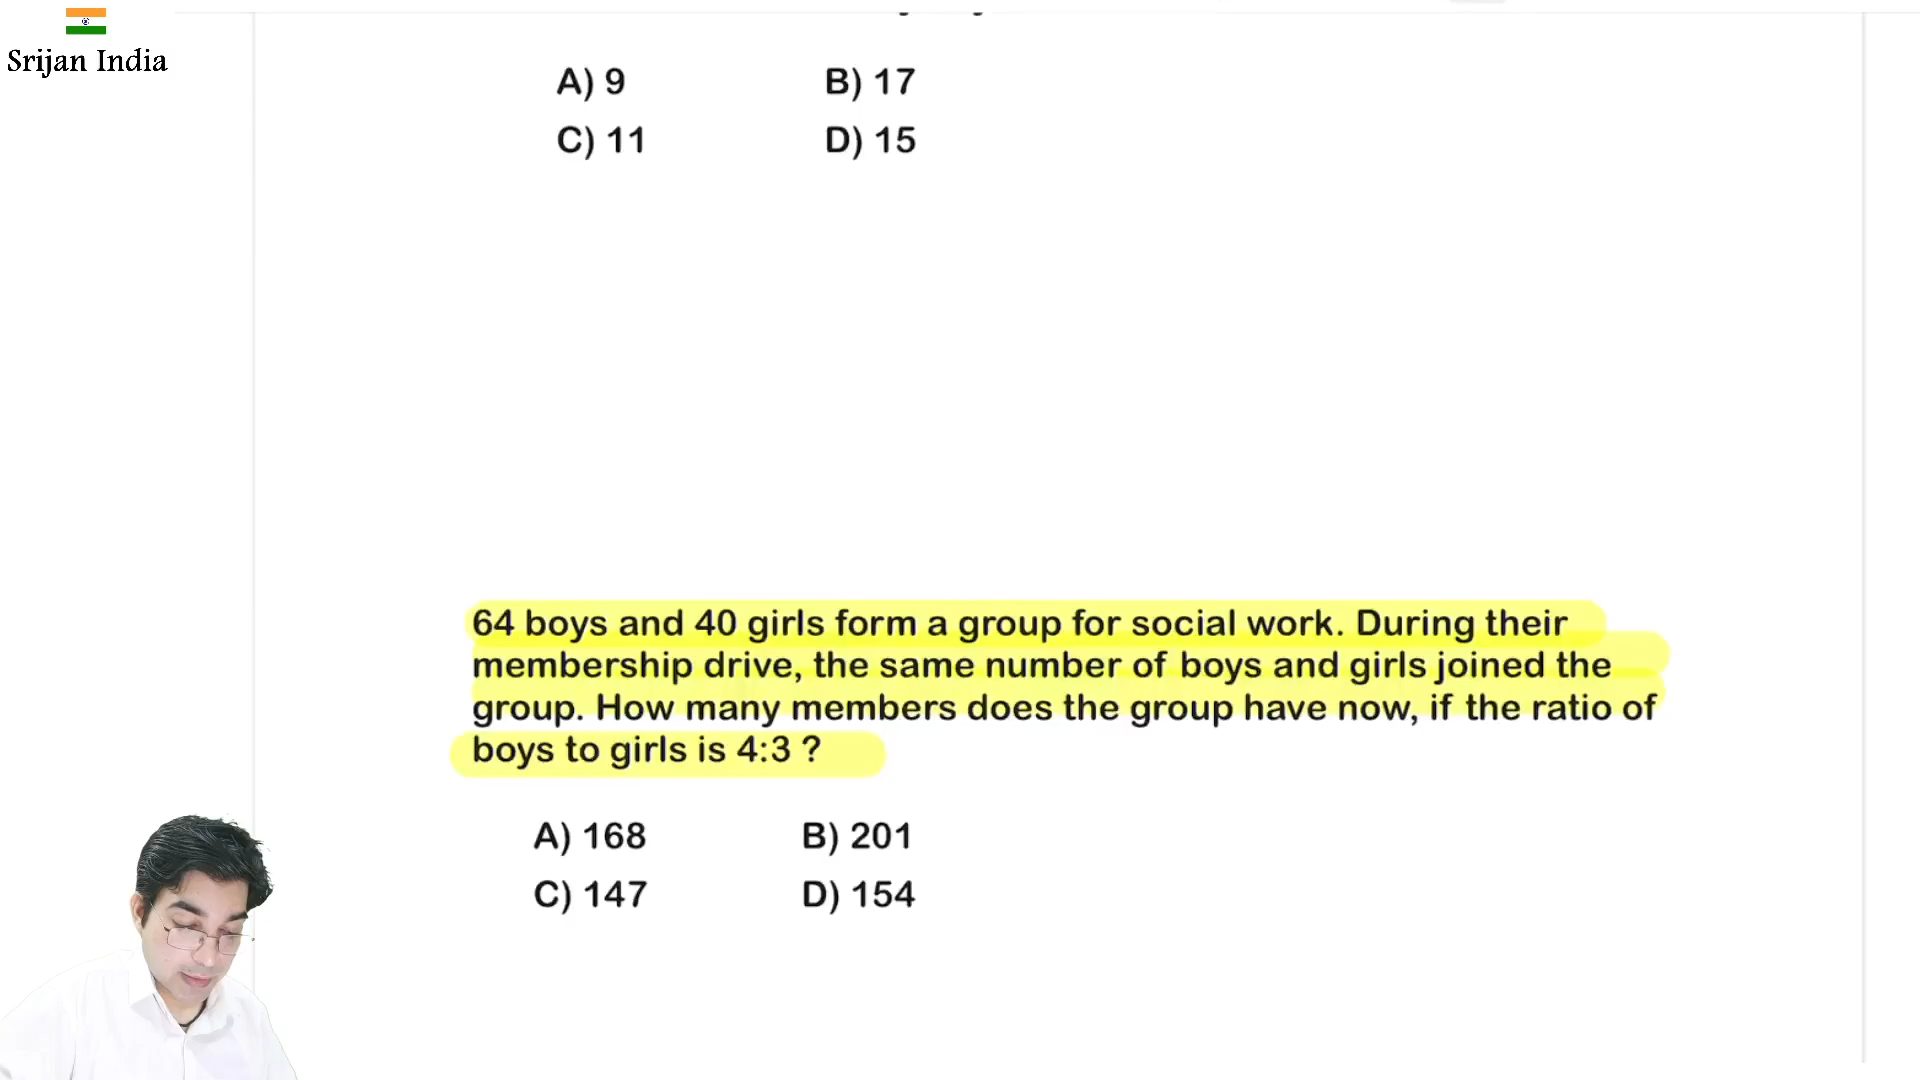 Srijan India
A) 9
B) 17
C) 11
D) 15
64 boys and 40 girls form a group for social work. During their
membership drive, the same number of boys and girls joined the
group. How many members does the group have now, if the ratio of
boys to girls is 4:3 ?
A) 168
B) 201
C) 147
D) 154